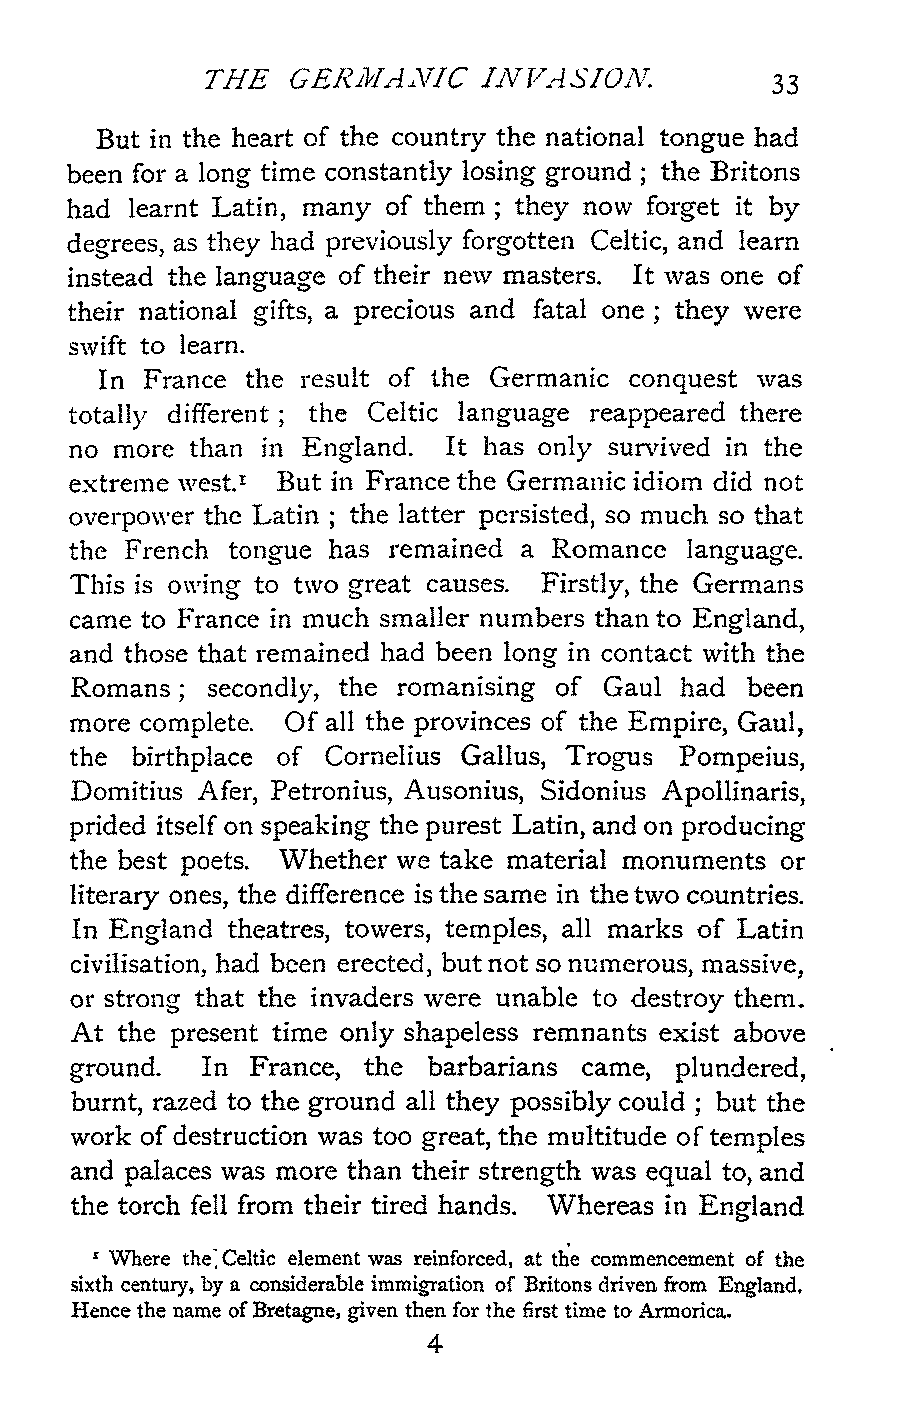 THE GERMANIC INVASION. 33
But in the heart of the country the national tongue had
been for a long time constantly losing ground ; the Britons
had learnt Latin, many of them ; they now forget it by
degrees, as they had previously forgotten Celtic, and learn
instead the language of their new masters. It was one of
their national gifts, a precious and fatal one ; they were
swift to learn.
In France the result of the Germanic conquest was
totally different ; the Celtic language reappeared there
no more than in England. It has only survived in the
extreme west.¹ But in France the Germanic idiom did not
overpower the Latin ; the latter persisted, so much so that
the French tongue has remained a Romance language.
This is owing to two great causes. Firstly, the Germans
came to France in much smaller numbers than to England,
and those that remained had been long in contact with the
Romans ; secondly, the romanising of Gaul had been
more complete. Of all the provinces of the Empire, Gaul,
the birthplace of Cornelius Gallus, Trogus Pompeius,
Domitius Afer, Petronius, Ausonius, Sidonius Apollinaris,
prided itself on speaking the purest Latin, and on producing
the best poets. Whether we take material monuments or
literary ones, the difference is the same in the two countries.
In England theatres, towers, temples, all marks of Latin
civilisation, had been erected, but not so numerous, massive,
or strong that the invaders were unable to destroy them.
At the present time only shapeless remnants exist above
ground. In France, the barbarians came, plundered,
burnt, razed to the ground all they possibly could ; but the
work of destruction was too great, the multitude of temples
and palaces was more than their strength was equal to, and
the torch fell from their tired hands. Whereas in England
¹ Where the Celtic element was reinforced, at the commencement of the
sixth century, by a considerable immigration of Britons driven from England.
Hence the name of Bretagne, given then for the first time to Armorica.
4